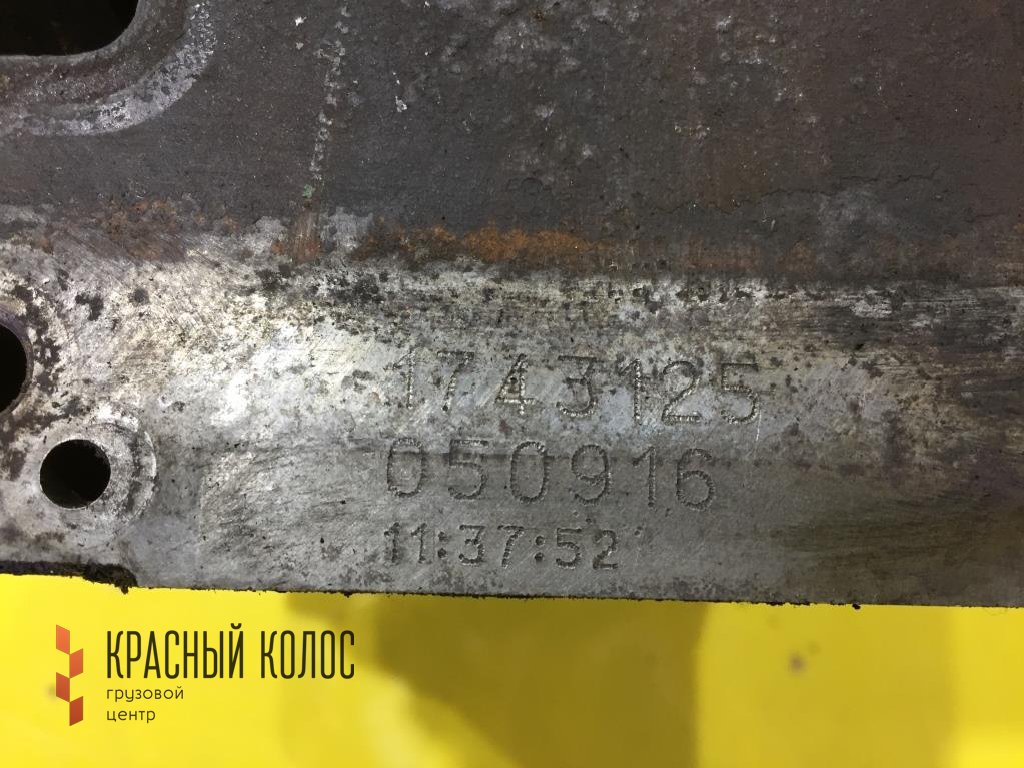 1743125
050916
11:37:52
КРАСНЫЙ КОЛОС
грузовой
центр